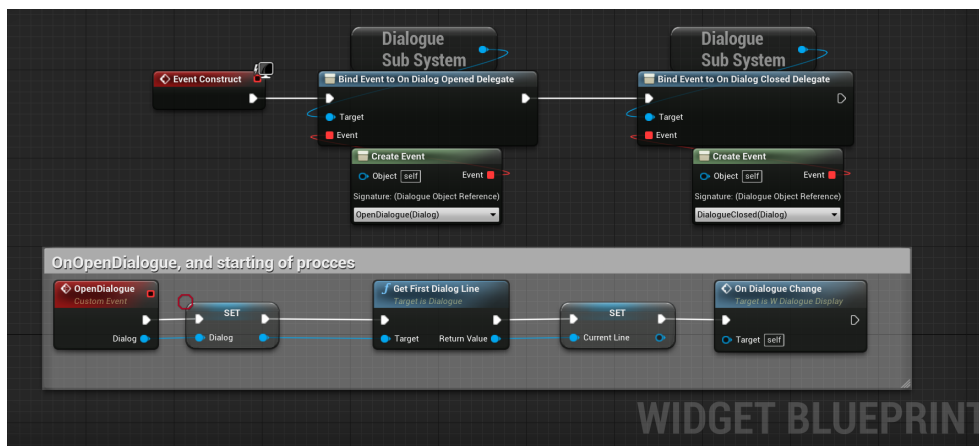 Dialogue
Sub System
Dialogue
Sub System
Event Construct
Bind Event to On Dialog Opened Delegate
Target
Event
Bind Event to On Dialog Closed Delegate
Target
Event
Create Event
Object self Event
Signature: (Dialogue Object Reference)
OpenDialogue(Dialog)
Create Event
Object self Event
Signature: (Dialogue Object Reference)
DialogueClosed(Dialog)
OnOpenDialogue, and starting of procces
OpenDialogue
Custom Event
Dialog
SET
Dialog
Get First Dialog Line
Target is Dialogue
Target Return Value
SET
Current Line
On Dialogue Change
Target is W Dialogue Display
Target self
WIDGET BLUEPRINT